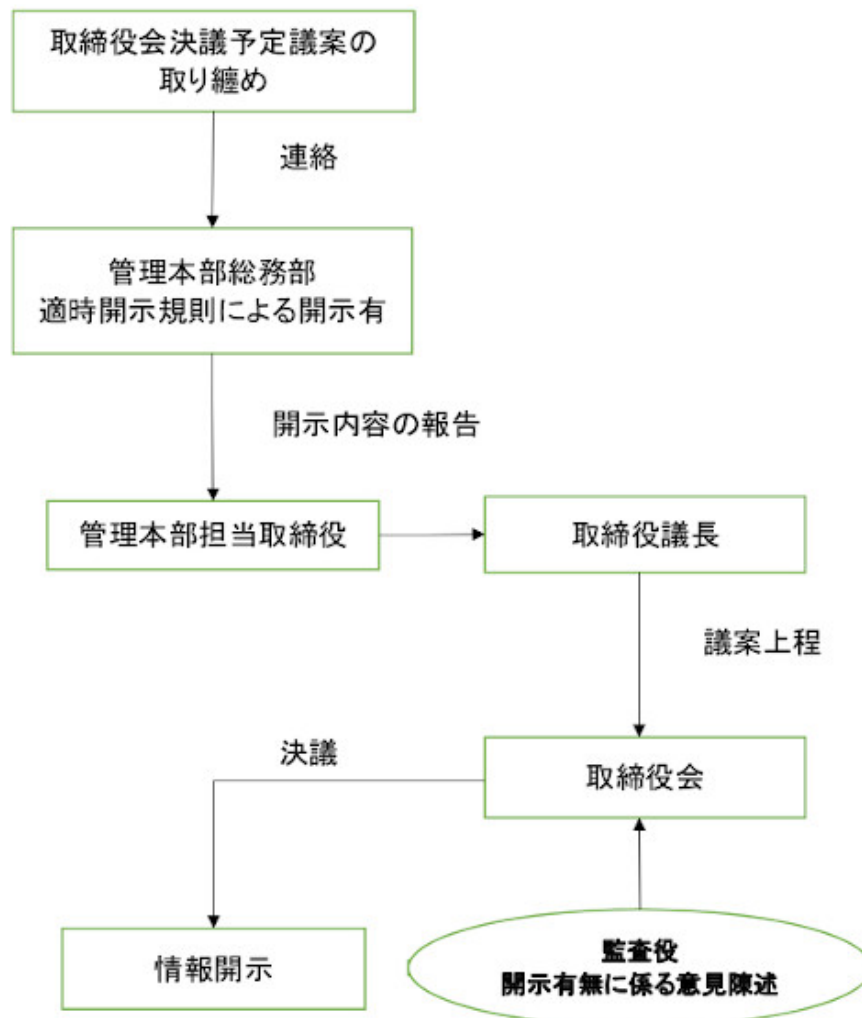 取締役会決議予定議案の
取り纏め
連絡
管理本部総務部
適時開示規則による開示有
開示内容の報告
管理本部担当取締役
取締役議長
議案上程
決議
取締役会
情報開示
監査役
開示有無に係る意見陳述